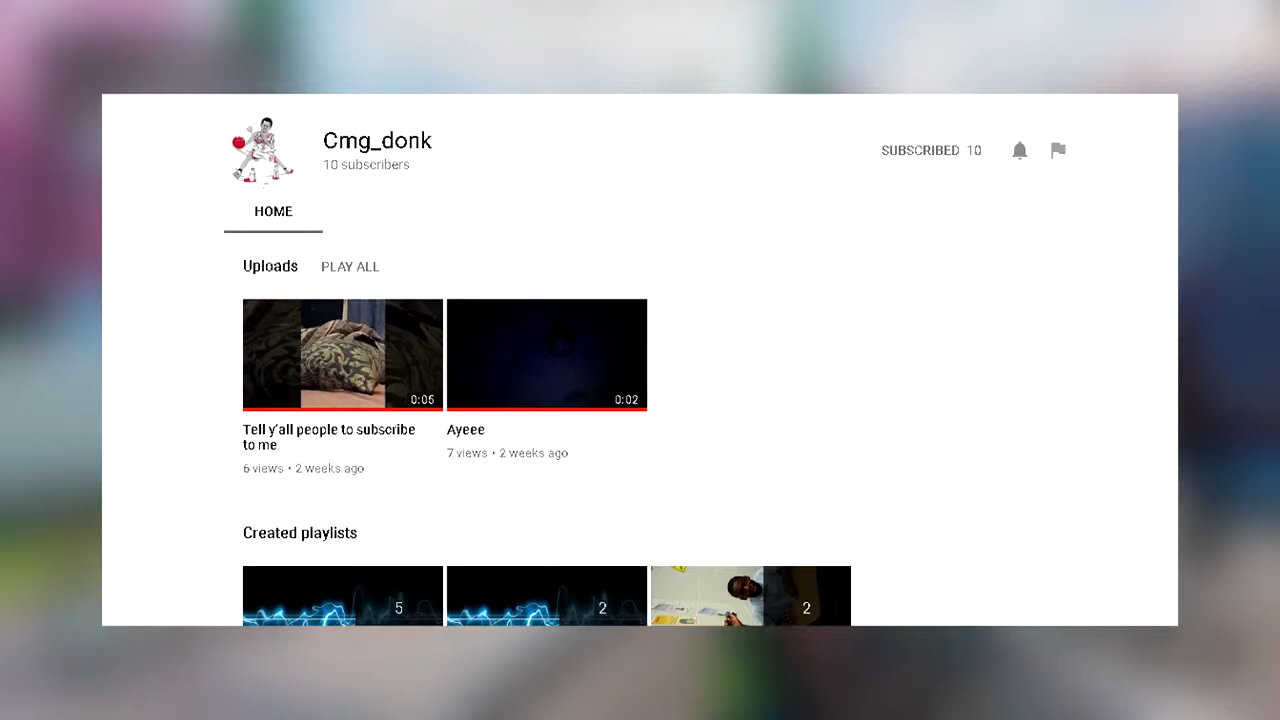 Cmg_donk
10 subscribers
SUBSCRIBED 10
HOME
Uploads PLAY ALL
0:05
0:02
Tell y'all people to subscribe
to me
6 views • 2 weeks ago
Ayeee
7 views • 2 weeks ago
Created playlists
5
2
2